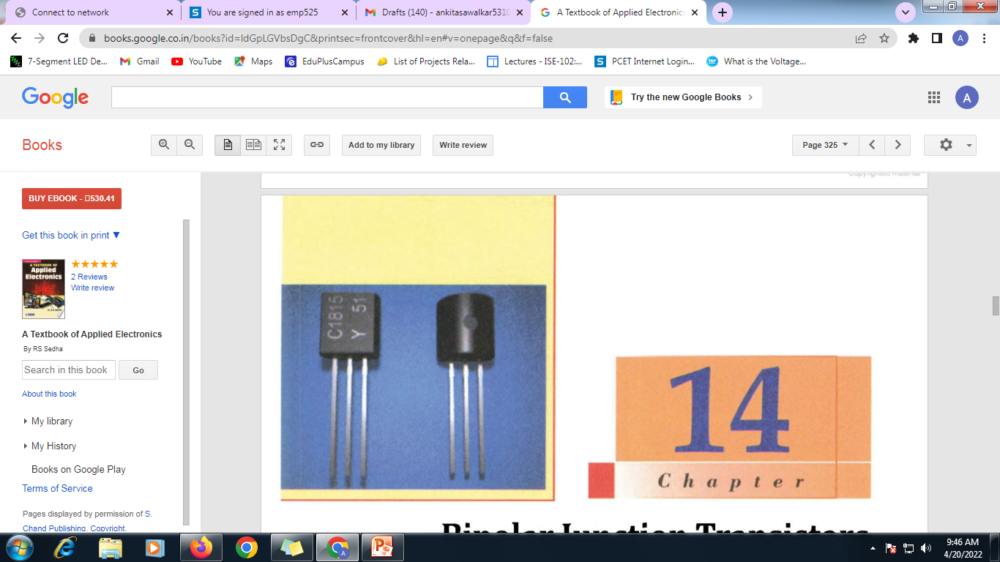 Connect to network
You are signed in as emp525
Drafts (140) - ankitasawalkar5310
A Textbook of Applied Electronics
books.google.co.in/books?id=IdGpLGVbsDgC&printsec=frontcover&hl=en#v=onepage&q&f=false
A
7-Segment LED De...
Gmail
YouTube
Maps
EduPlusCampus
List of Projects Rela...
Lectures - ISE-102:...
PCET Internet Login...
What is the Voltage...
Google
Try the new Google Books
A
Books
Add to my library
Write review
Page 325
Copyrighted material
BUY EBOOK - 530.41
Get this book in print ▼
A TEXTBOOK OF
Applied
Electronics
2 Reviews
Write review
A Textbook of Applied Electronics
By RS Sedha
Search in this book
Go
About this book
My library
My History
Books on Google Play
Terms of Service
Pages displayed by permission of S.
Chand Publishing. Copyright.
C1815
Y 51
14
Chapter
Bipolar Junction Transistors
9:46 AM
4/20/2022